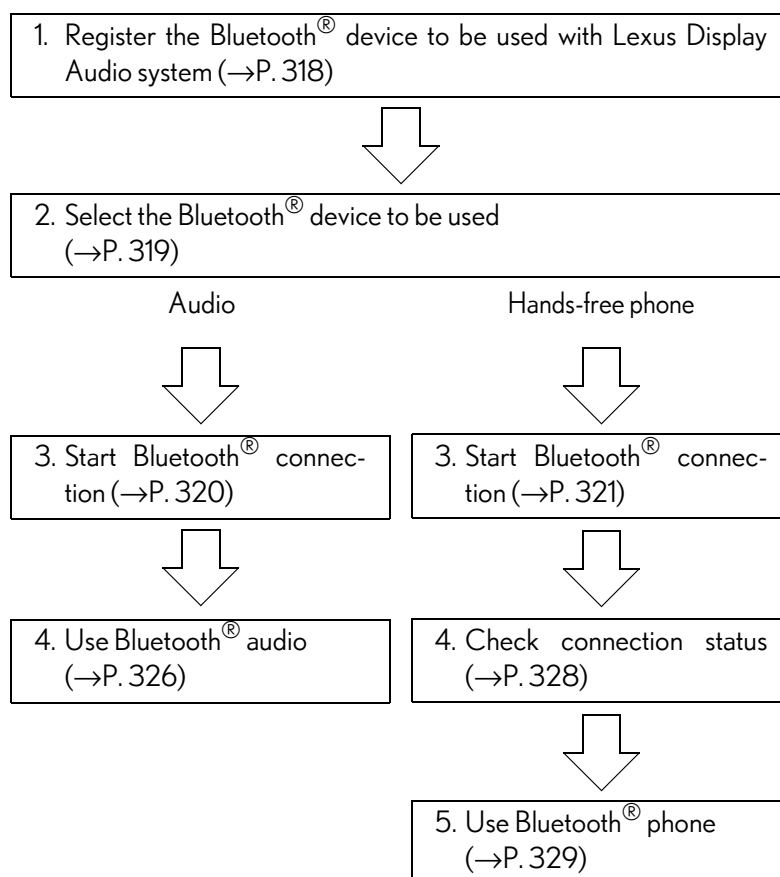 1. Register the Bluetooth® device to be used with Lexus Display
Audio system (→P. 318)
2. Select the Bluetooth® device to be used
(→P. 319)
Audio
Hands-free phone
3. Start Bluetooth® connec-
tion (→P. 320)
3. Start Bluetooth® connec-
tion (→P. 321)
4. Use Bluetooth® audio
(→P. 326)
4. Check connection status
(→P. 328)
5. Use Bluetooth® phone
(→P. 329)